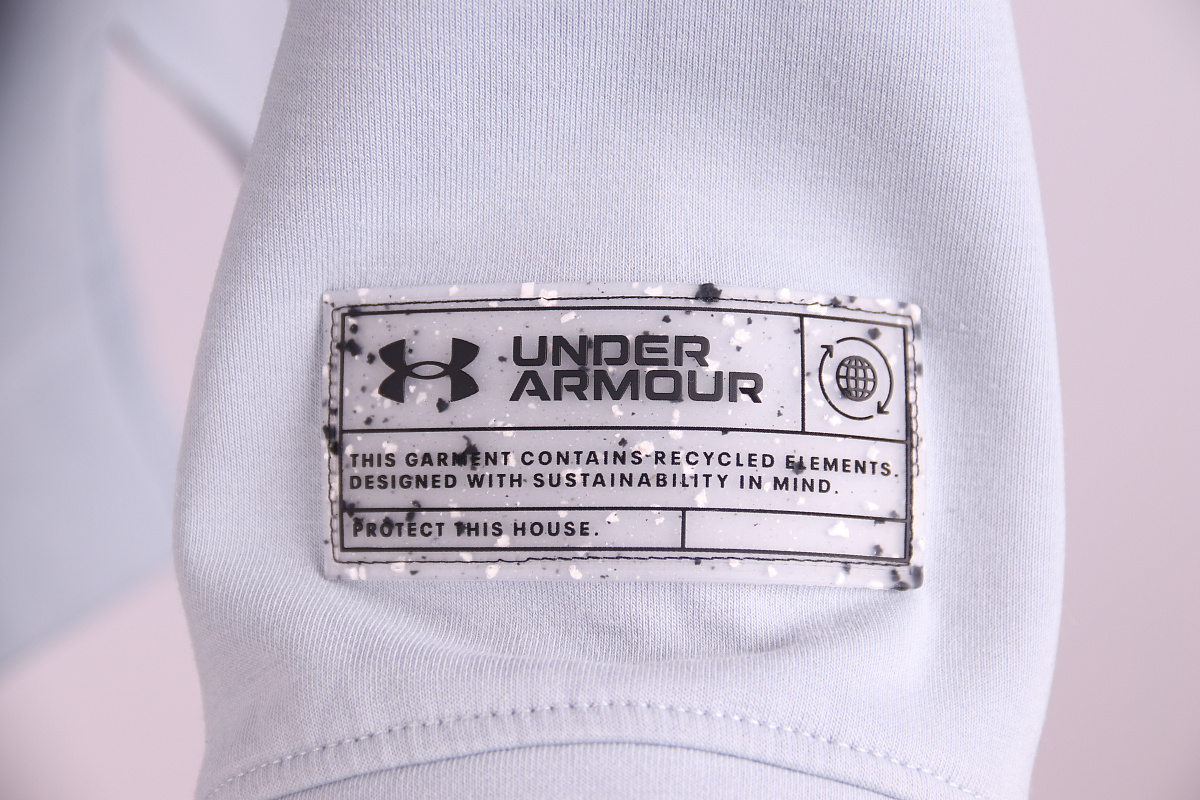 UNDER
ARMOUR
THIS GARMENT CONTAINS RECYCLED ELEMENTS.
DESIGNED WITH SUSTAINABILITY IN MIND.
PROTECT THIS HOUSE.